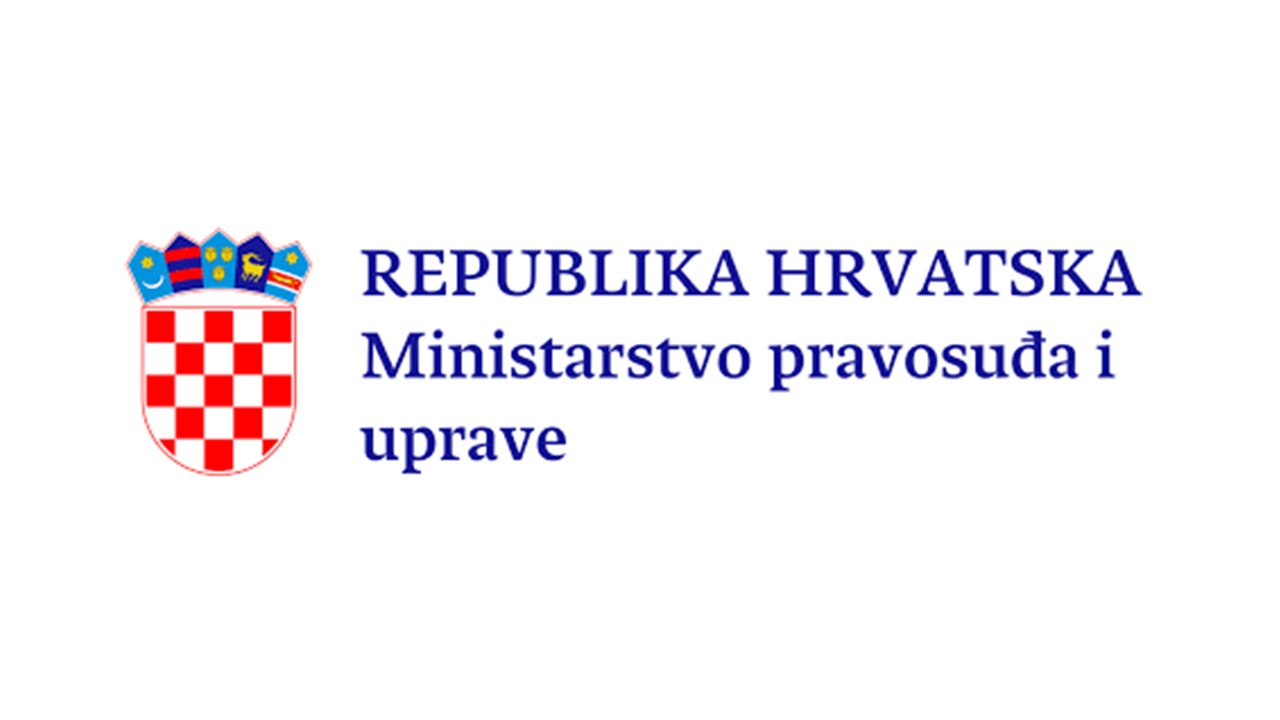 REPUBLIKA HRVATSKA
Ministarstvo pravosuđa i
uprave